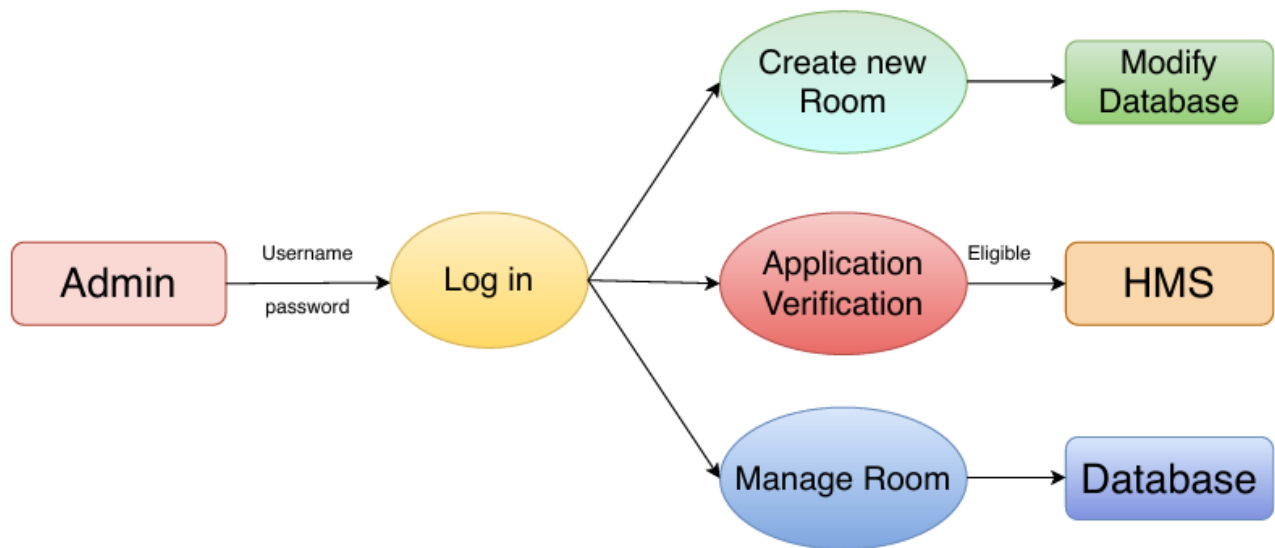 Admin
Username
password
Log in
Create new
Room
Modify
Database
Application
Verification
Eligible
HMS
Manage Room
Database